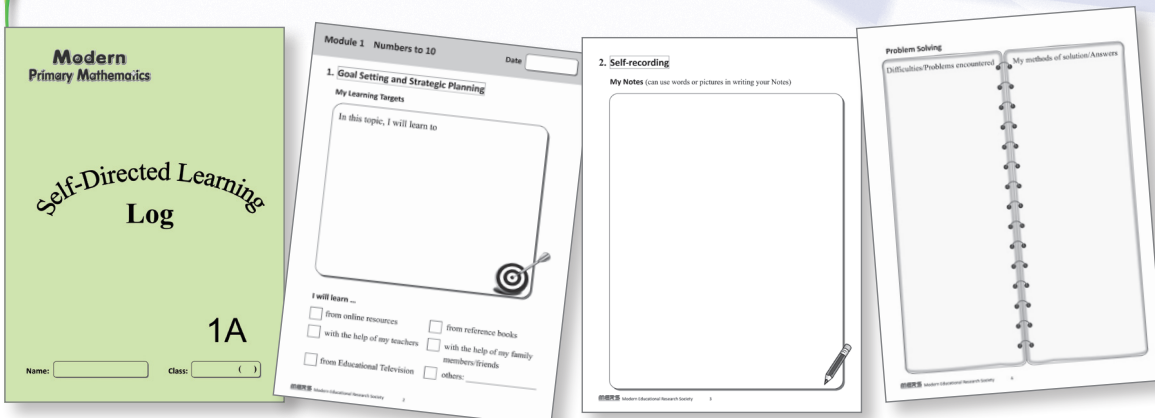 Modern
Primary Mathematics
Self-Directed Learning
Log
1A
Name:
Class: ( )
Module 1 Numbers to 10
Date
1. Goal Setting and Strategic Planning
My Learning Targets
In this topic, I will learn to
I will learn ...
from online resources
from reference books
with the help of my teachers
with the help of my family
members/friends
from Educational Television
others:
Modern Educational Research Society 2
2. Self-recording
My Notes (can use words or pictures in writing your Notes)
Modern Educational Research Society 3
Problem Solving
Difficulties/Problems encountered
My methods of solution/Answers
Modern Educational Research Society 4